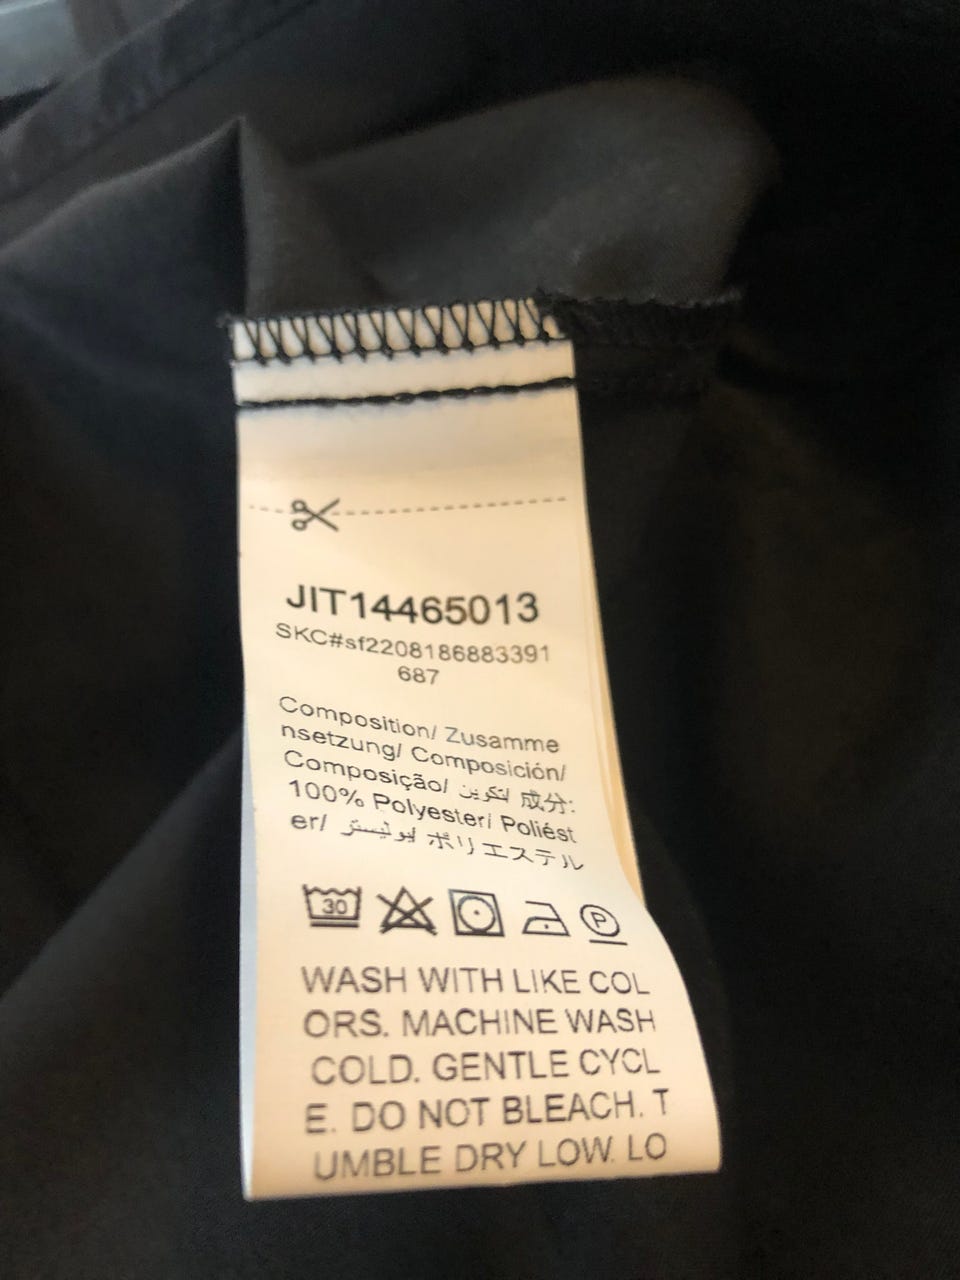 JIT14465013
SKC#sf2208186883391
687
Composition/ Zusamme
nsetzung/ Composición/
Composição/ لتكوين/ 成分:
100% Polyester/ Poliést
er/ بوليستر/ ポリエステル
30
P
WASH WITH LIKE COL
ORS. MACHINE WASH
COLD. GENTLE CYCL
E. DO NOT BLEACH. T
UMBLE DRY LOW. LO